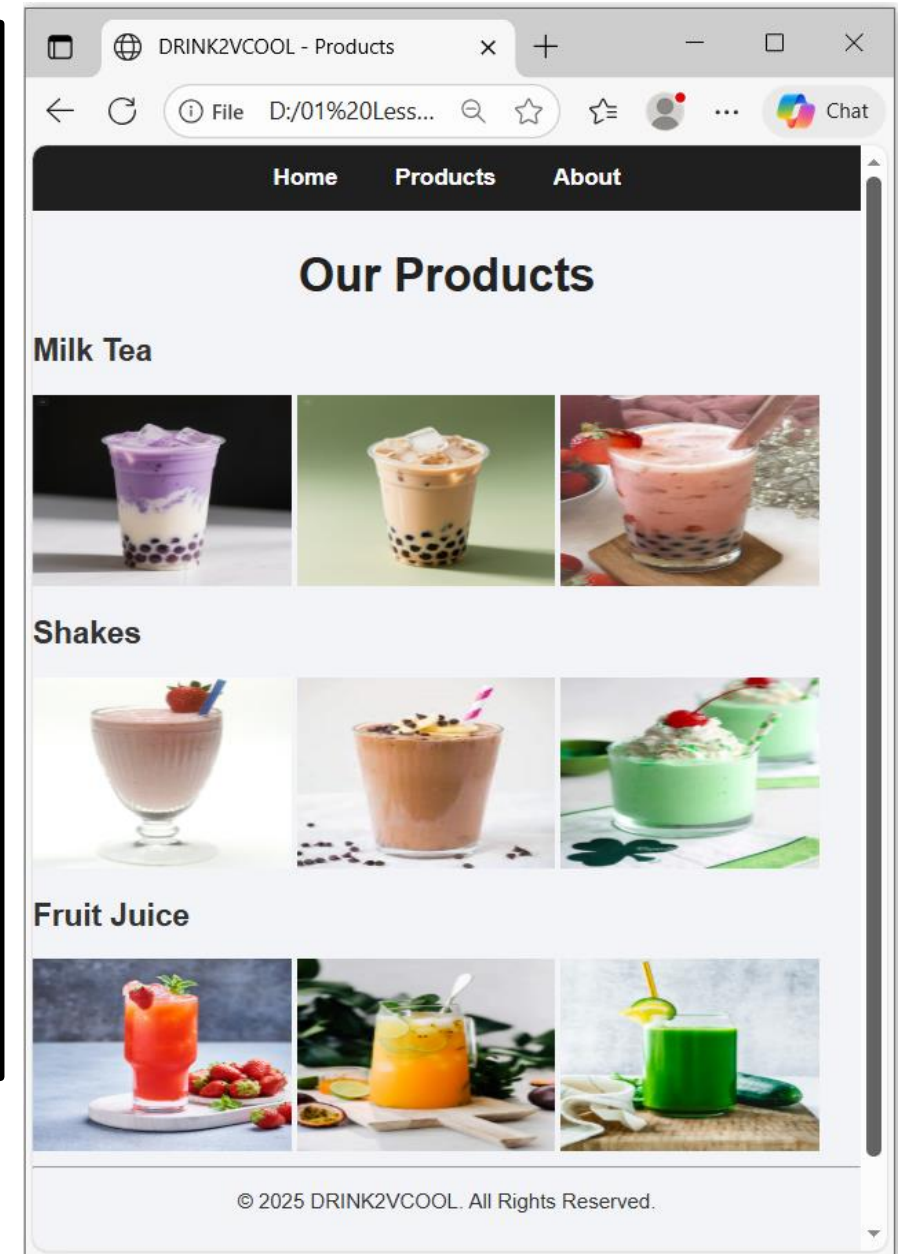 DRINK2VCOOL - Products
File D:/01%20Less...
Chat
Home Products About
Our Products
Milk Tea
Shakes
Fruit Juice
© 2025 DRINK2VCOOL. All Rights Reserved.